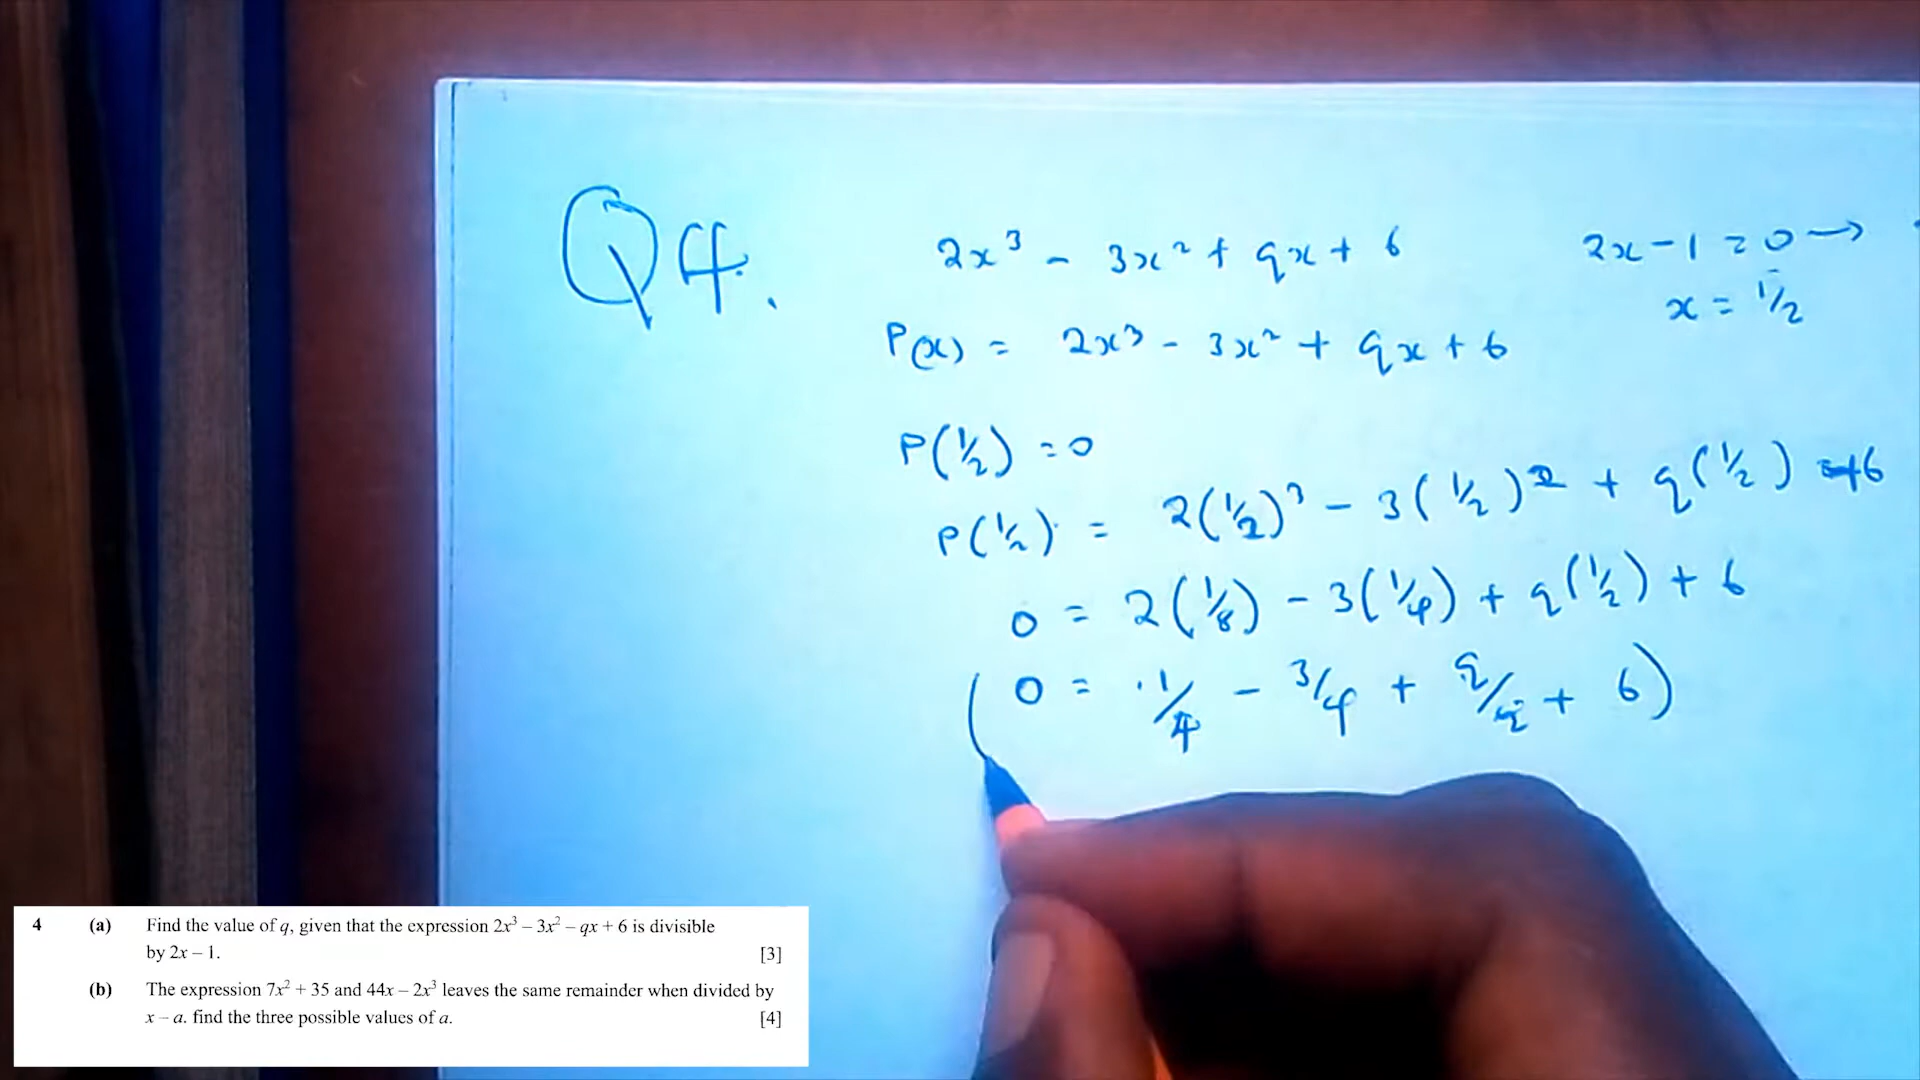 Q4.
2x³ - 3x² + qx + 6
2x - 1 = 0 →
x = 1/2
P(x) = 2x³ - 3x² + qx + 6
P(1/2) = 0
P(1/2) = 2(1/2)³ - 3(1/2)² + q(1/2) + 6
0 = 2(1/8) - 3(1/4) + q(1/2) + 6
(0 = 1/4 - 3/4 + q/2 + 6)
4 (a) Find the value of q, given that the expression 2x³ – 3x² – qx + 6 is divisible
by 2x – 1. [3]
(b) The expression 7x² + 35 and 44x – 2x³ leaves the same remainder when divided by
x – a. find the three possible values of a. [4]